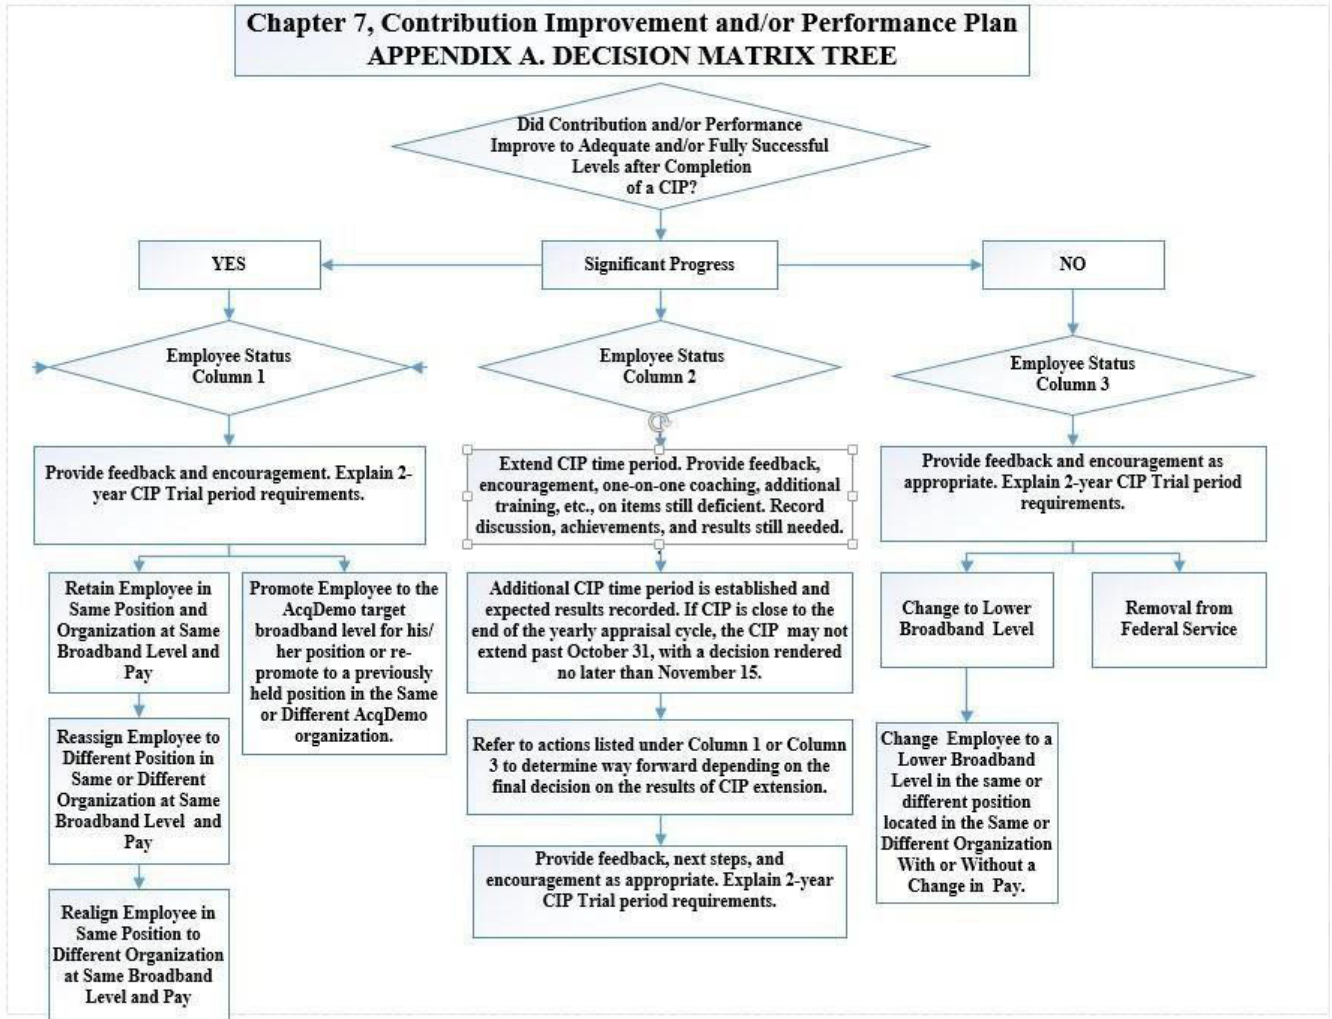 Chapter 7, Contribution Improvement and/or Performance Plan
APPENDIX A. DECISION MATRIX TREE
Did Contribution and/or Performance
Improve to Adequate and/or Fully Successful
Levels after Completion
of a CIP?
YES
Significant Progress
NO
Employee Status
Column 1
Employee Status
Column 2
Employee Status
Column 3
Provide feedback and encouragement. Explain 2-
year CIP Trial period requirements.
Extend CIP time period. Provide feedback,
encouragement, one-on-one coaching, additional
training, etc., on items still deficient. Record
discussion, achievements, and results still needed.
Provide feedback and encouragement as
appropriate. Explain 2-year CIP Trial period
requirements.
Retain Employee in
Same Position and
Organization at Same
Broadband Level and
Pay
Promote Employee to the
AcqDemo target
broadband level for his/
her position or re-
promote to a previously
held position in the Same
or Different AcqDemo
organization.
Additional CIP time period is established and
expected results recorded. If CIP is close to the
end of the yearly appraisal cycle, the CIP may not
extend past October 31, with a decision rendered
no later than November 15.
Change to Lower
Broadband Level
Removal from
Federal Service
Reassign Employee to
Different Position in
Same or Different
Organization at Same
Broadband Level and
Pay
Refer to actions listed under Column 1 or Column
3 to determine way forward depending on the
final decision on the results of CIP extension.
Change Employee to a
Lower Broadband
Level in the same or
different position
located in the Same or
Different Organization
With or Without a
Change in Pay.
Provide feedback, next steps, and
encouragement as appropriate. Explain 2-year
CIP Trial period requirements.
Realign Employee in
Same Position to
Different Organization
at Same Broadband
Level and Pay